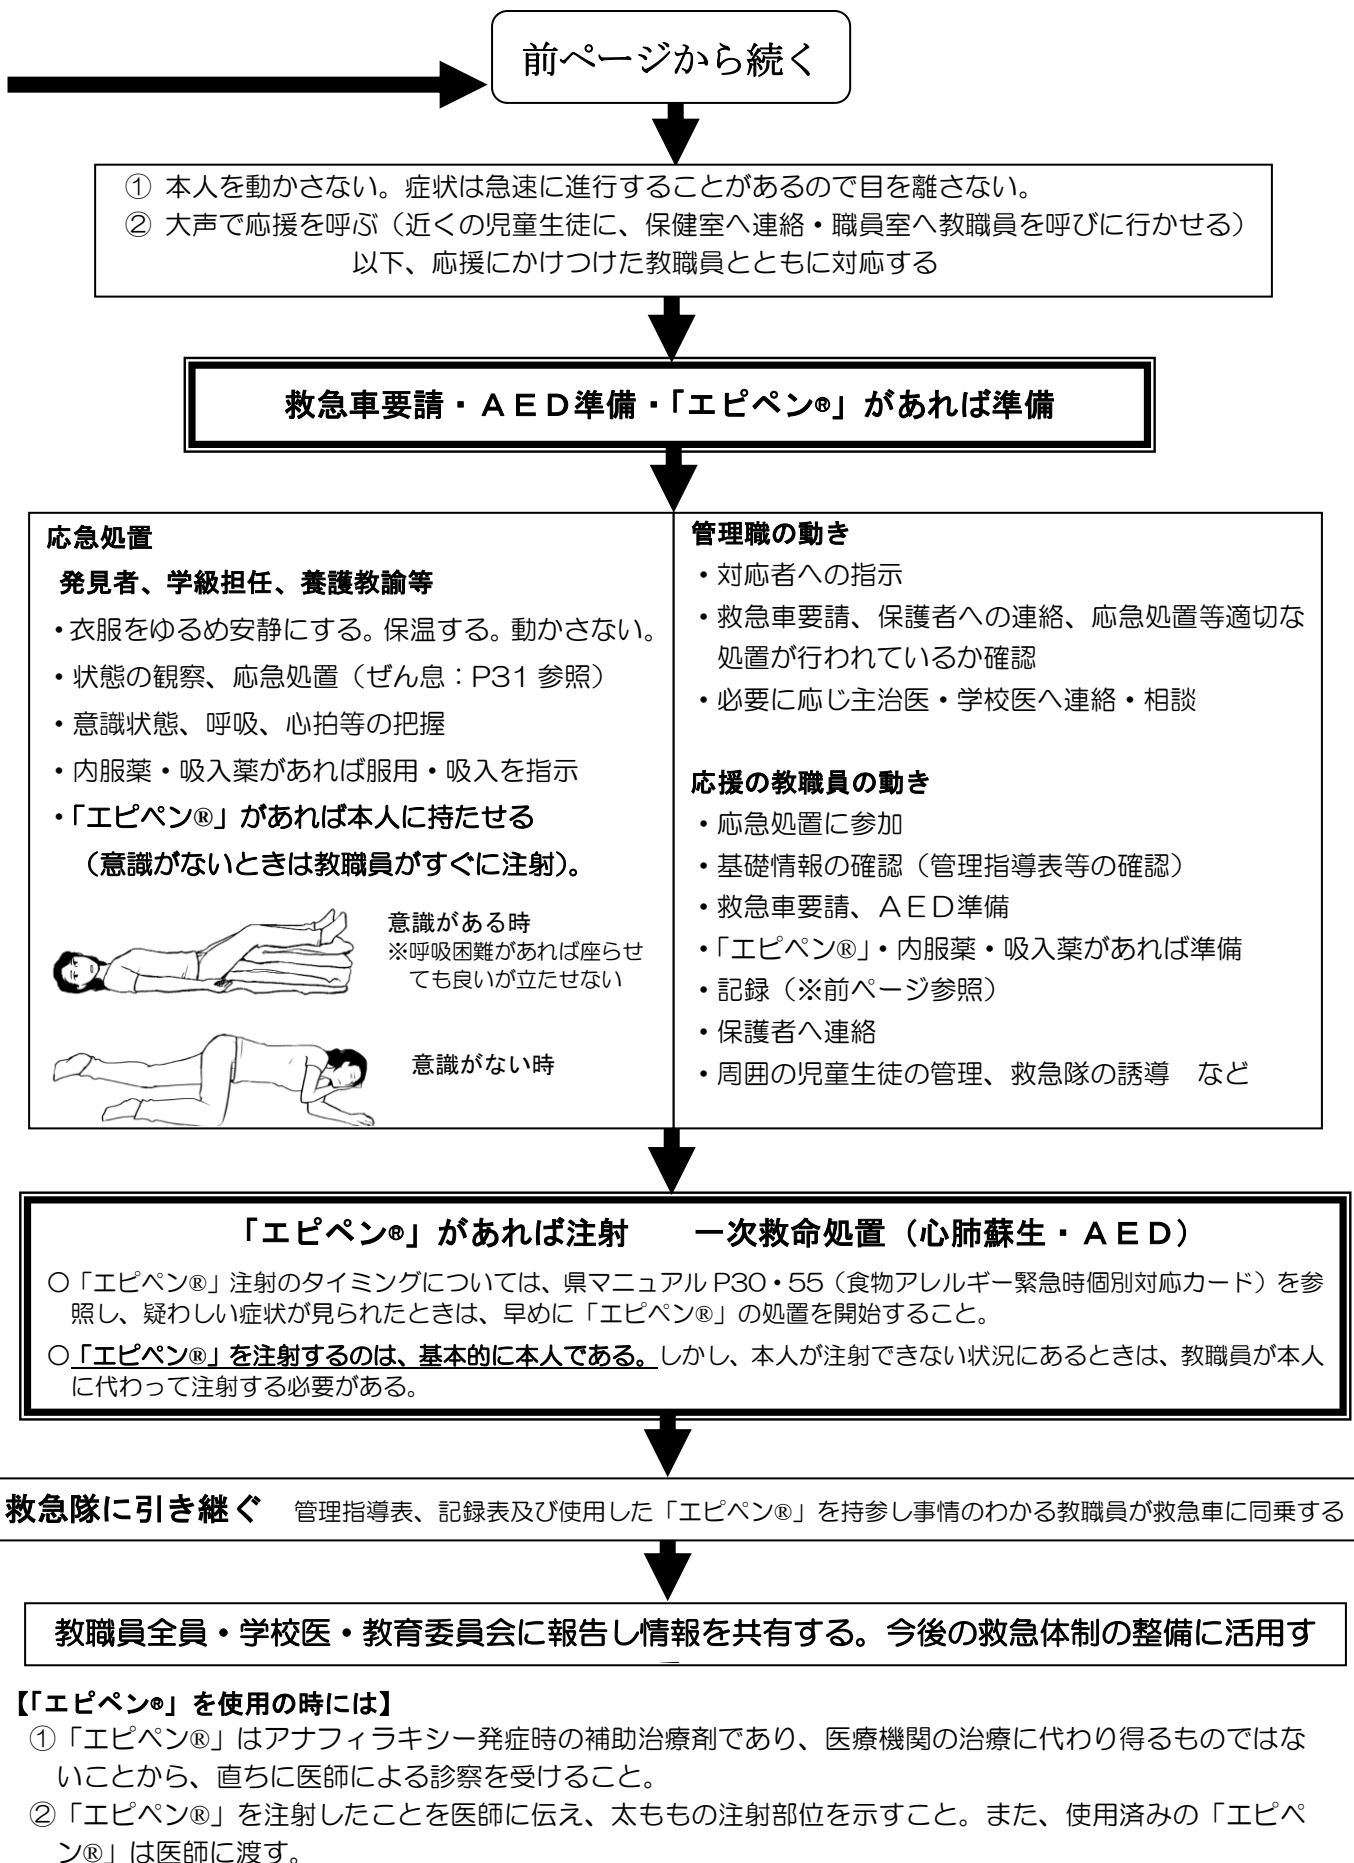 前ページから続く
① 本人を動かさない。症状は急速に進行することがあるので目を離さない。
② 大声で応援を呼ぶ（近くの児童生徒に、保健室へ連絡・職員室へ教職員を呼びに行かせる）
以下、応援にかけつけた教職員とともに対応する
救急車要請・ＡＥＤ準備・「エピペン®」があれば準備
応急処置
発見者、学級担任、養護教諭等
・衣服をゆるめ安静にする。保温する。動かさない。
・状態の観察、応急処置（ぜん息：P31 参照）
・意識状態、呼吸、心拍等の把握
・内服薬・吸入薬があれば服用・吸入を指示
・「エピペン®」があれば本人に持たせる
（意識がないときは教職員がすぐに注射）。
意識がある時
※呼吸困難があれば座らせ
ても良いが立たせない
意識がない時
管理職の動き
・対応者への指示
・救急車要請、保護者への連絡、応急処置等適切な
処置が行われているか確認
・必要に応じ主治医・学校医へ連絡・相談
応援の教職員の動き
・応急処置に参加
・基礎情報の確認（管理指導表等の確認）
・救急車要請、ＡＥＤ準備
・「エピペン®」・内服薬・吸入薬があれば準備
・記録（※前ページ参照）
・保護者へ連絡
・周囲の児童生徒の管理、救急隊の誘導　など
「エピペン®」があれば注射　　一次救命処置（心肺蘇生・ＡＥＤ）
○「エピペン®」注射のタイミングについては、県マニュアル P30・55（食物アレルギー緊急時個別対応カード）を参
照し、疑わしい症状が見られたときは、早めに「エピペン®」の処置を開始すること。
○「エピペン®」を注射するのは、基本的に本人である。しかし、本人が注射できない状況にあるときは、教職員が本人
に代わって注射する必要がある。
救急隊に引き継ぐ　管理指導表、記録表及び使用した「エピペン®」を持参し事情のわかる教職員が救急車に同乗する
教職員全員・学校医・教育委員会に報告し情報を共有する。今後の救急体制の整備に活用す
【「エピペン®」を使用の時には】
①「エピペン®」はアナフィラキシー発症時の補助治療剤であり、医療機関の治療に代わり得るものではな
いことから、直ちに医師による診察を受けること。
②「エピペン®」を注射したことを医師に伝え、太ももの注射部位を示すこと。また、使用済みの「エピペ
ン®」は医師に渡す。